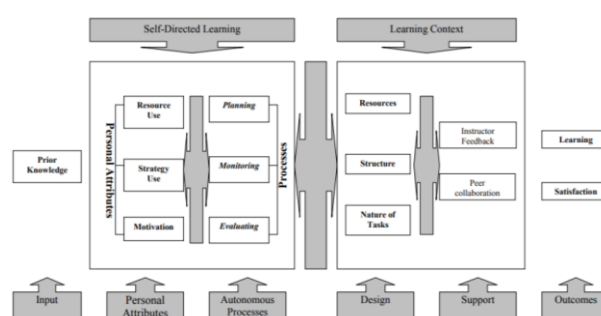 Self-Directed Learning
Learning Context
Prior
Knowledge
Personal Attributes
Resource
Use
Strategy
Use
Motivation
Planning
Monitoring
Evaluating
Processes
Resources
Structure
Nature of
Tasks
Instructor
Feedback
Peer
collaboration
Learning
Satisfaction
Input
Personal
Attributes
Autonomous
Processes
Design
Support
Outcomes